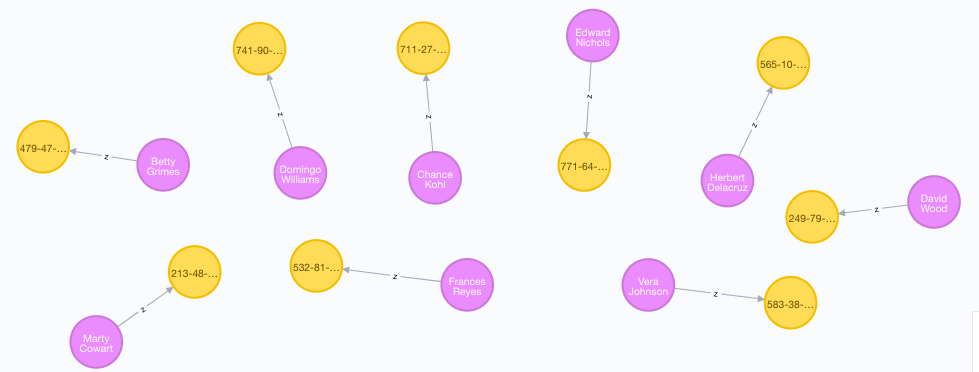 741-90-...
711-27-...
Edward
Nichols
565-10-...
z
z
z
z
479-47-...
z
Betty
Grimes
Domingo
Williams
Chance
Kohl
771-64-...
Herbert
Delacruz
249-79-...
z
David
Wood
213-48-...
532-81-...
z
Frances
Reyes
Vera
Johnson
z
583-38-...
z
Marty
Cowart